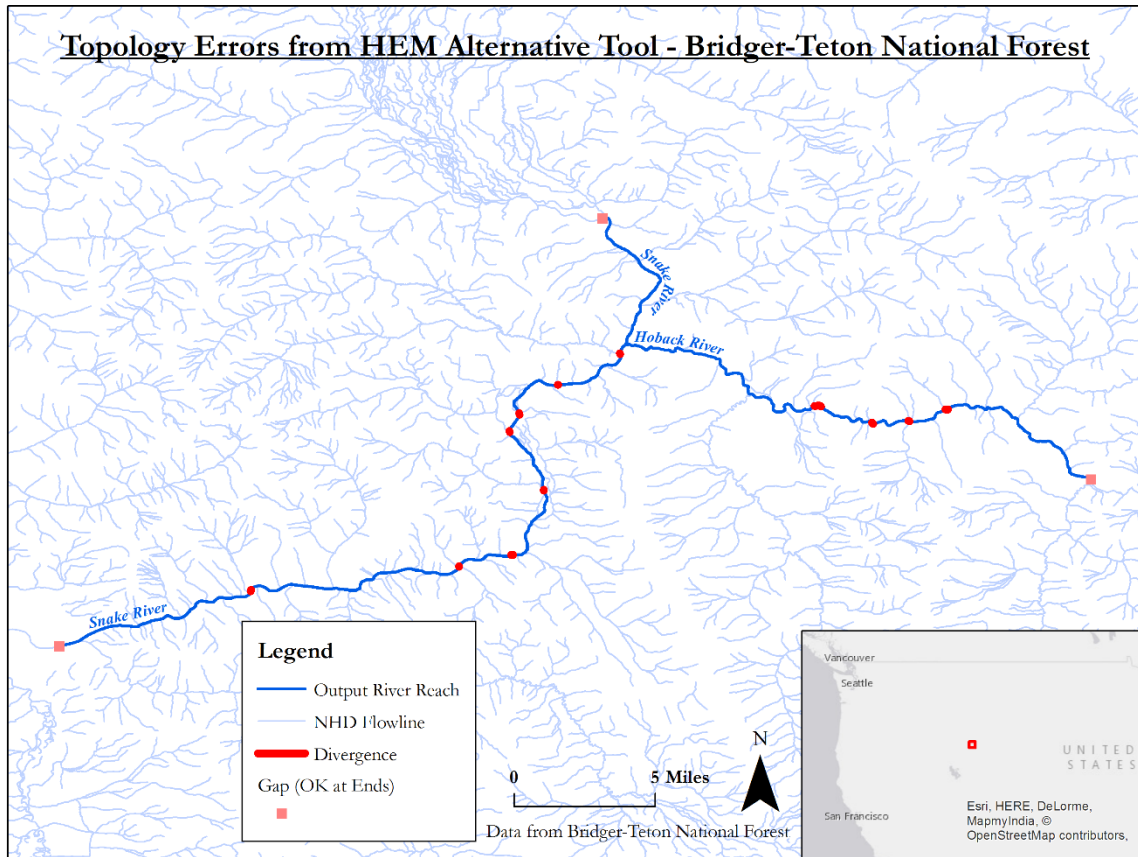 Topology Errors from HEM Alternative Tool - Bridger-Teton National Forest
Snake River
Hoback River
Snake River
Legend
Output River Reach
NHD Flowline
Divergence
Gap (OK at Ends)
0 5 Miles
N
Data from Bridger-Teton National Forest
Vancouver
Seattle
UNITED
STATES
San Francisco
Esri, HERE, DeLorme,
MapmyIndia, ©
OpenStreetMap contributors,